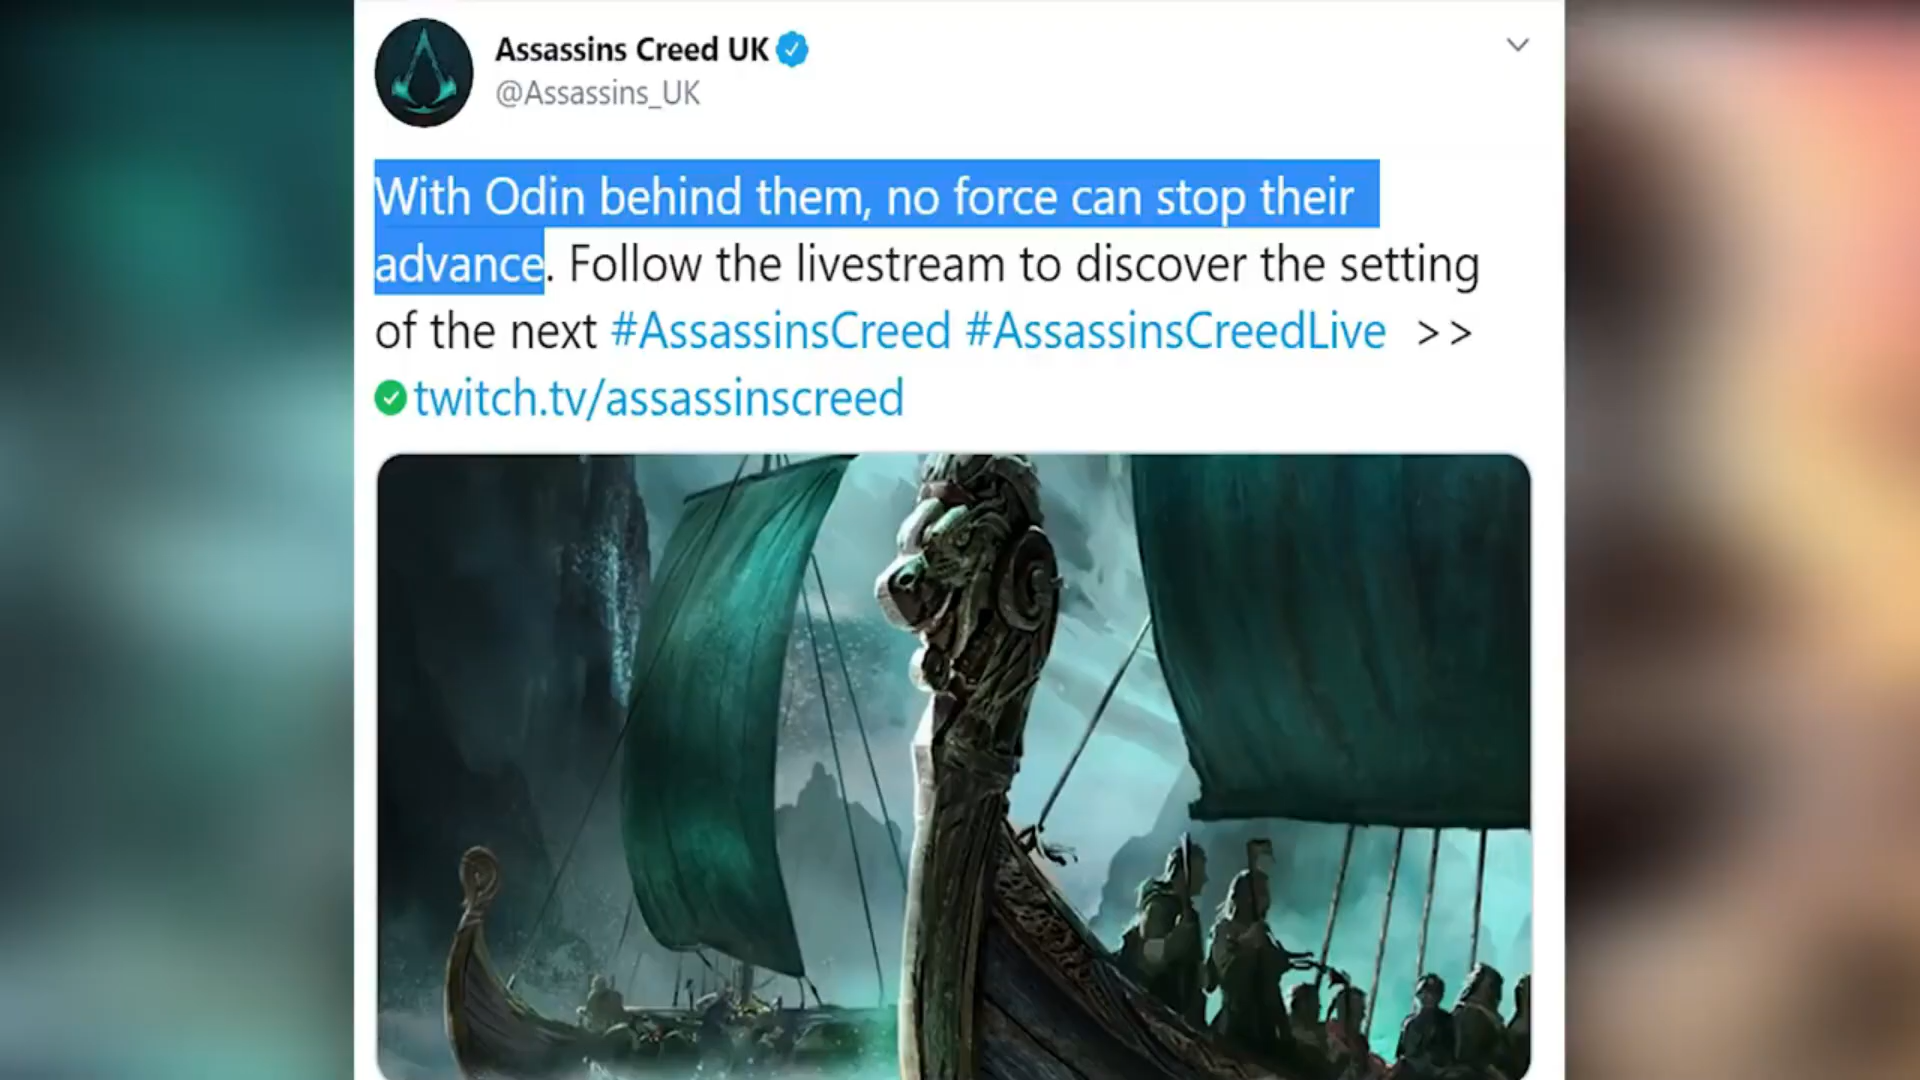 Assassins Creed UK
@Assassins_UK
With Odin behind them, no force can stop their
advance. Follow the livestream to discover the setting
of the next #AssassinsCreed #AssassinsCreedLive >>
twitch.tv/assassinscreed